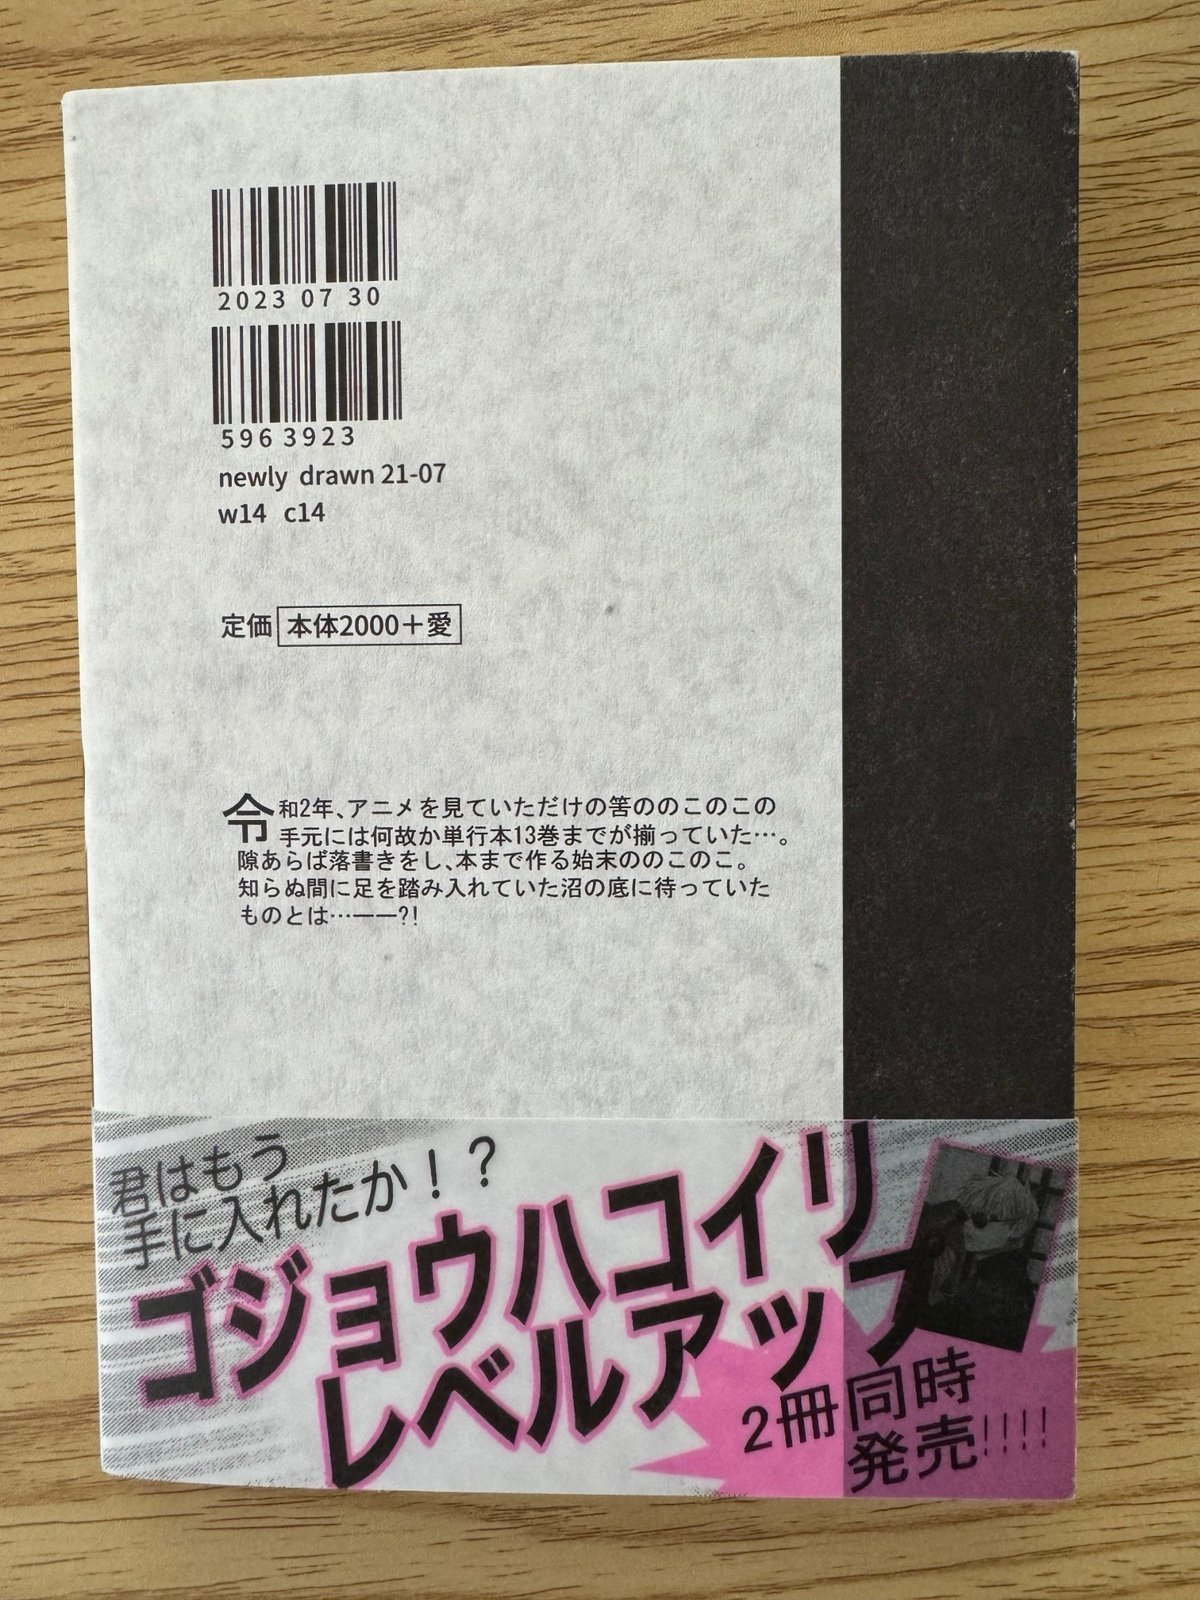 2023 07 30
596 3923
newly drawn 21-07
w14 c14
定価 本体2000+愛
令和2年、アニメを見ていただけの筈ののこのこの
手元には何故か単行本13巻までが揃っていた…。
隙あらば落書きをし、本まで作る始末ののこのこ。
知らぬ間に足を踏み入れていた沼の底に待っていた
ものとは…――?!
君はもう
手に入れたか！？
ゴジョウハコイリ
レベルアップ
2冊同時
発売!!!!